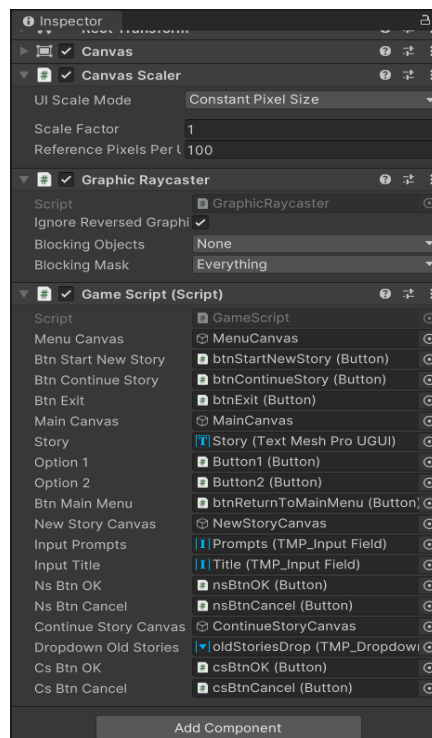 Inspector
Canvas
Canvas Scaler
UI Scale Mode Constant Pixel Size
Scale Factor 1
Reference Pixels Per U 100
Graphic Raycaster
Script GraphicRaycaster
Ignore Reversed Graphi
Blocking Objects None
Blocking Mask Everything
Game Script (Script)
Script GameScript
Menu Canvas MenuCanvas
Btn Start New Story btnStartNewStory (Button)
Btn Continue Story btnContinueStory (Button)
Btn Exit btnExit (Button)
Main Canvas MainCanvas
Story Story (Text Mesh Pro UGUI)
Option 1 Button1 (Button)
Option 2 Button2 (Button)
Btn Main Menu btnReturnToMainMenu (Button)
New Story Canvas NewStoryCanvas
Input Prompts Prompts (TMP_Input Field)
Input Title Title (TMP_Input Field)
Ns Btn OK nsBtnOK (Button)
Ns Btn Cancel nsBtnCancel (Button)
Continue Story Canvas ContinueStoryCanvas
Dropdown Old Stories oldStoriesDrop (TMP_Dropdown
Cs Btn OK csBtnOK (Button)
Cs Btn Cancel csBtnCancel (Button)
Add Component